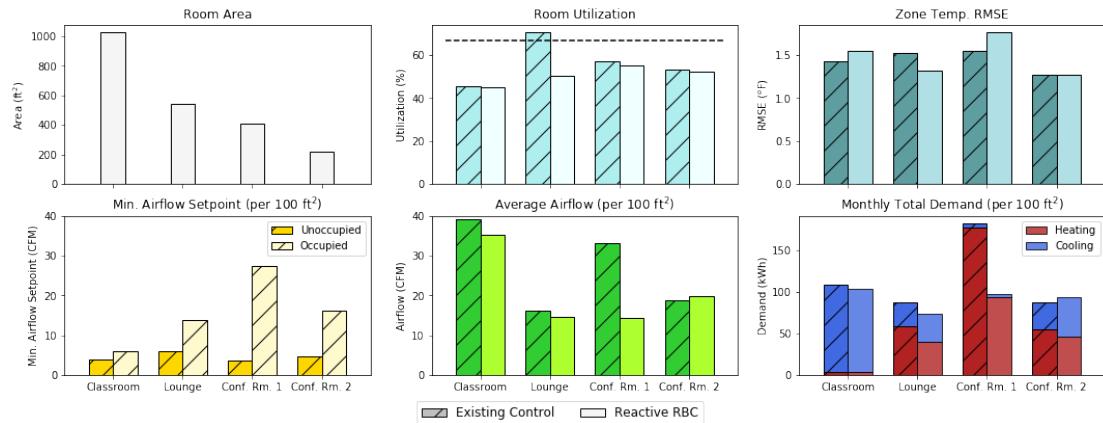 Room Area
Room Utilization
Zone Temp. RMSE
Area (ft²)
1000
800
600
400
200
0
Utilization (%)
60
40
20
0
RMSE (°F)
1.5
1.0
0.5
0.0
Min. Airflow Setpoint (per 100 ft²)
Average Airflow (per 100 ft²)
Monthly Total Demand (per 100 ft²)
Min. Airflow Setpoint (CFM)
40
30
20
10
0
Unoccupied
Occupied
Airflow (CFM)
40
30
20
10
0
Demand (kWh)
150
100
50
0
Heating
Cooling
Classroom Lounge Conf. Rm. 1 Conf. Rm. 2
Classroom Lounge Conf. Rm. 1 Conf. Rm. 2
Classroom Lounge Conf. Rm. 1 Conf. Rm. 2
Existing Control Reactive RBC